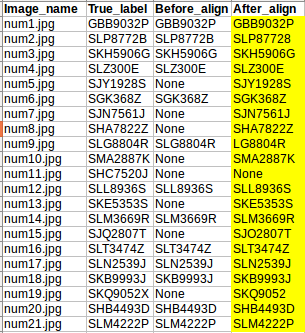 Image_name True_label Before_align After_align
num1.jpg GBB9032P GBB9032P GBB9032P
num2.jpg SLP8772B SLP8772B SLP87728
num3.jpg SKH5906G SKH5906G SKH5906G
num4.jpg SLZ300E SLZ300E SLZ300E
num5.jpg SJY1928S None SJY1928S
num6.jpg SGK368Z SGK368Z SGK368Z
num7.jpg SJN7561J None SJN7561J
num8.jpg SHA7822Z None SHA7822Z
num9.jpg SLG8804R SLG8804R LG8804R
num10.jpg SMA2887K None SMA2887K
num11.jpg SHC7520J None None
num12.jpg SLL8936S SLL8936S SLL8936S
num13.jpg SKE5353S None SKE5353S
num14.jpg SLM3669R SLM3669R SLM3669R
num15.jpg SJQ2807T None SJO2807T
num16.jpg SLT3474Z SLT3474Z SLT3474Z
num17.jpg SLN2539J SLN2539J SLN2539J
num18.jpg SKB9993J SKB9993J SKB9993J
num19.jpg SKQ9052X None SKQ9052
num20.jpg SHB4493D SHB4493D SHB4493D
num21.jpg SLM4222P SLM4222P SLM4222P